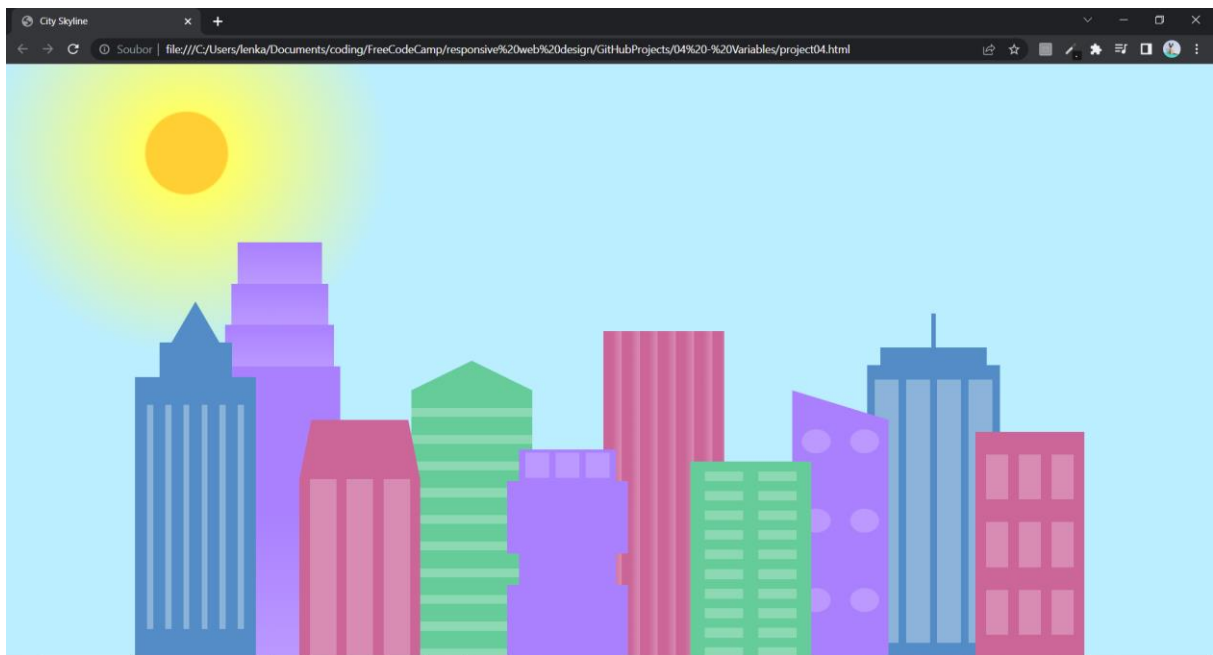 City Skyline
Soubor | file:///C:/Users/lenka/Documents/coding/FreeCodeCamp/responsive%20web%20design/GitHubProjects/04%20-%20Variables/project04.html